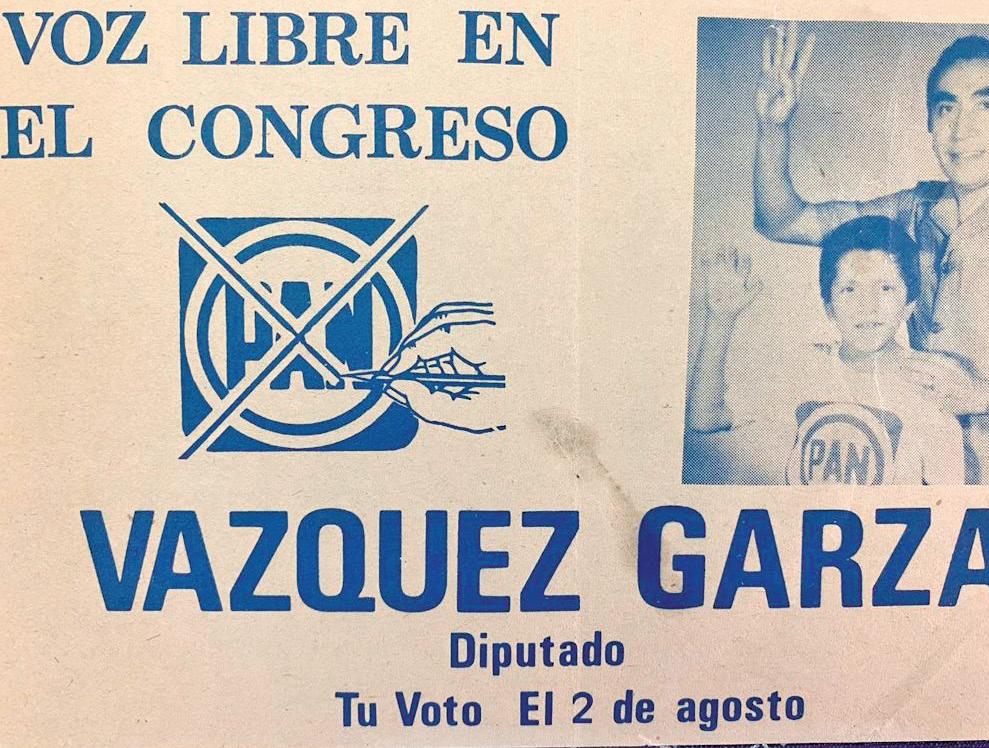 VOZ LIBRE EN
EL CONGRESO
PAN
PAN
VAZQUEZ GARZA
Diputado
Tu Voto El 2 de agosto